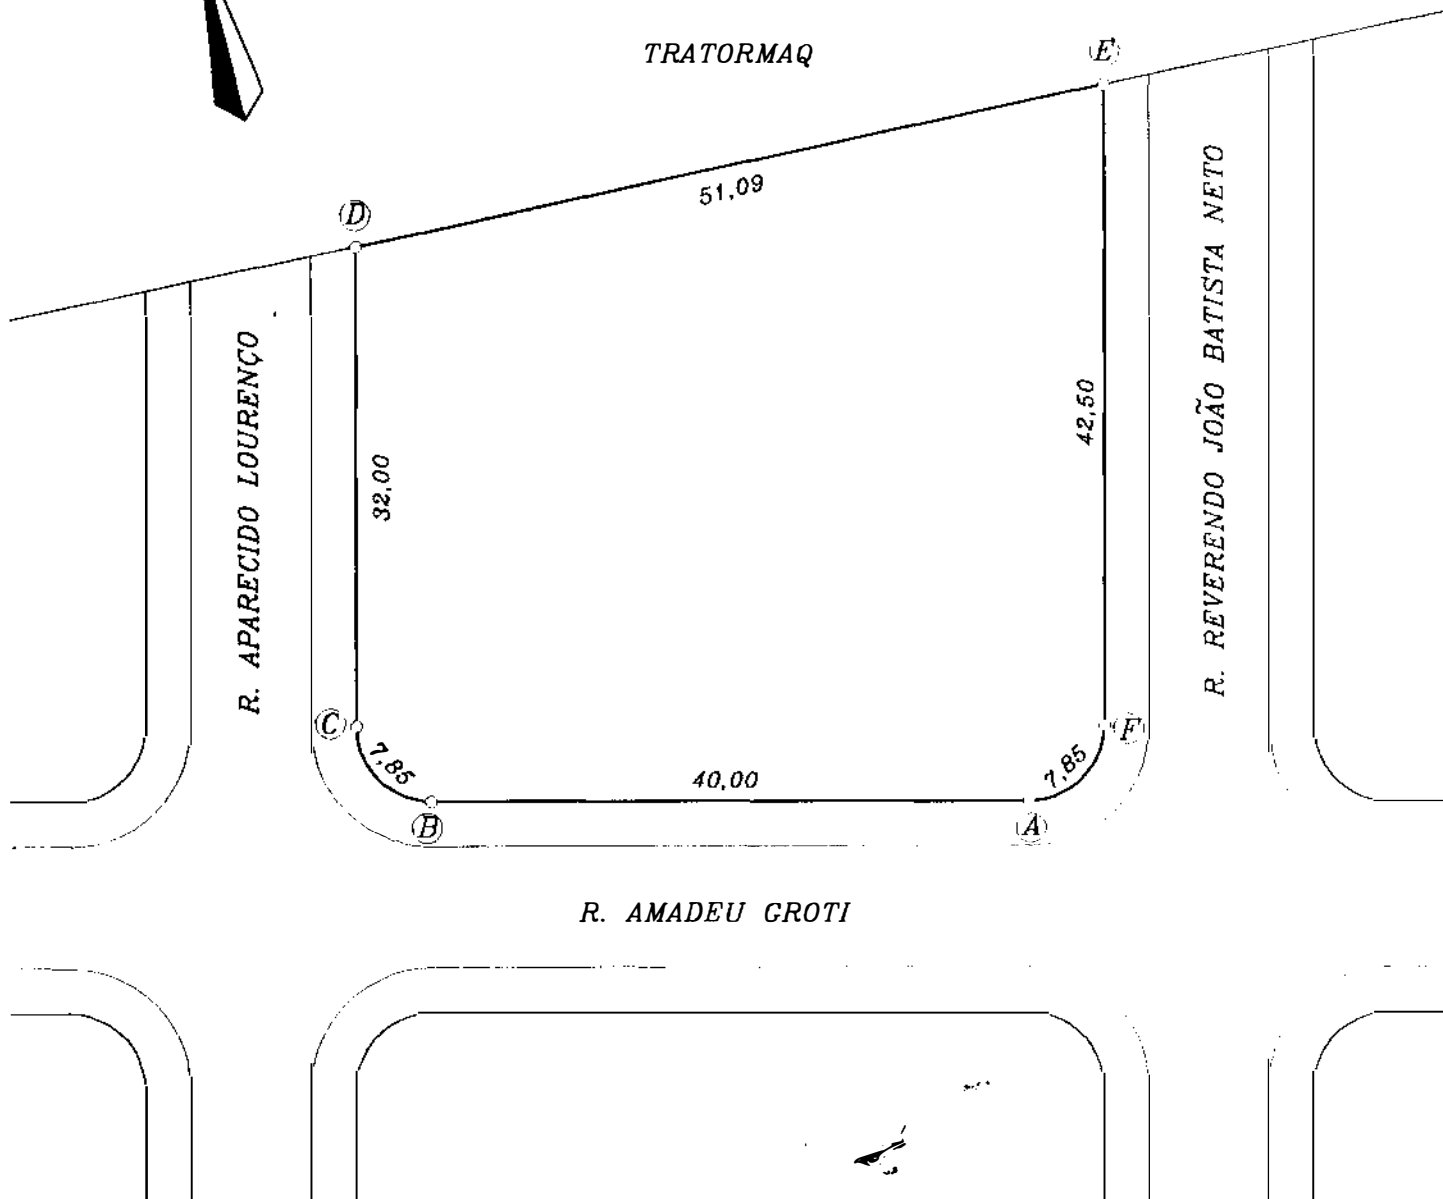 TRATORMAQ
E
51,09
D
R. REVERENDO JOÃO BATISTA NETO
R. APARECIDO LOURENÇO
42,50
32,00
C
F
7,85
40,00
7,85
B
A
R. AMADEU GROTI